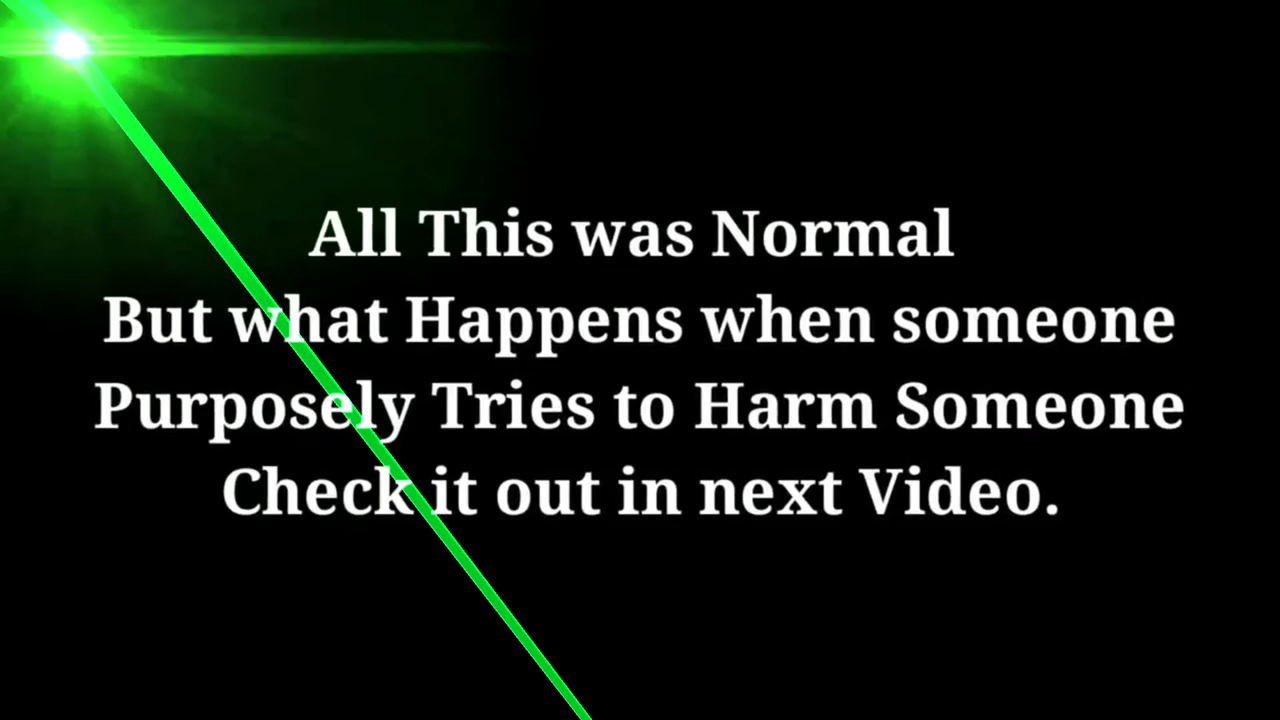 All This was Normal
But what Happens when someone
Purposely Tries to Harm Someone
Check it out in next Video.